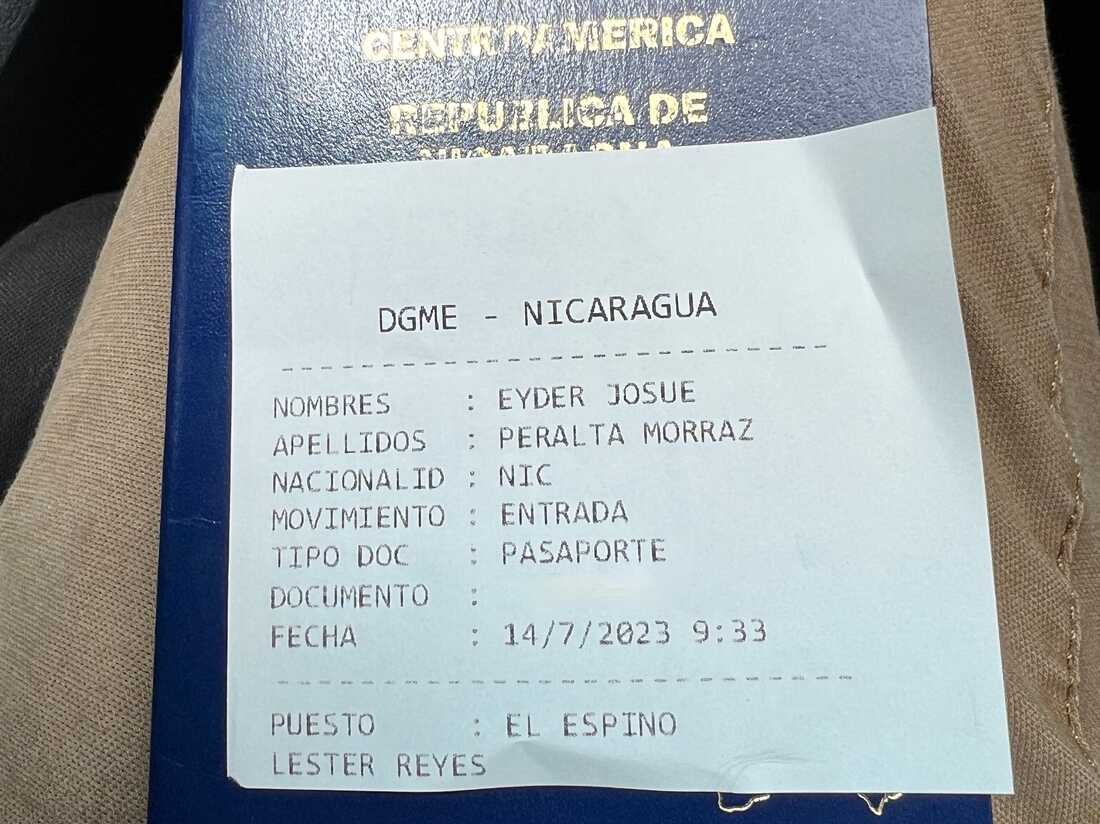 CENTROAMERICA
REPUBLICA DE
DGME - NICARAGUA
NOMBRES : EYDER JOSUE
APELLIDOS : PERALTA MORRAZ
NACIONALID : NIC
MOVIMIENTO : ENTRADA
TIPO DOC : PASAPORTE
DOCUMENTO :
FECHA : 14/7/2023 9:33
PUESTO : EL ESPINO
LESTER REYES